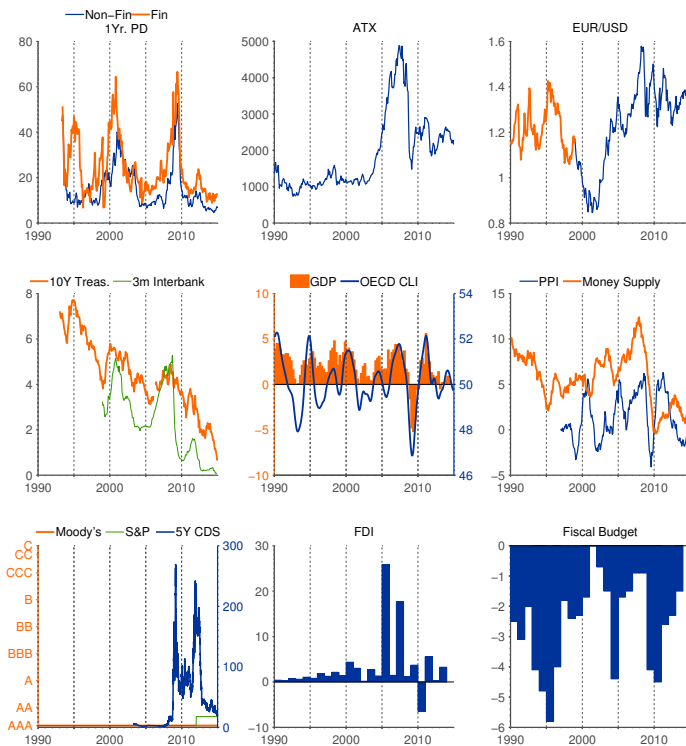 Non−Fin Fin
1Yr. PD
80
60
40
20
0
1990 2000 2010
ATX
5000
4000
3000
2000
1000
0
1990 2000 2010
EUR/USD
1.6
1.4
1.2
1
0.8
1990 2000 2010
10Y Treas. 3m Interbank
8
6
4
2
0
1990 2000 2010
GDP OECD CLI
10 54
5 52
0 50
−5 48
−10 46
1990 2000 2010
PPI Money Supply
15
10
5
0
−5
1990 2000 2010
Moody's S&P 5Y CDS
C 300
CC
CCC
B 200
BB
BBB 100
A
AA
AAA 0
1990 2000 2010
FDI
30
20
10
0
−10
1990 2000 2010
Fiscal Budget
0
−1
−2
−3
−4
−5
−6
1990 2000 2010